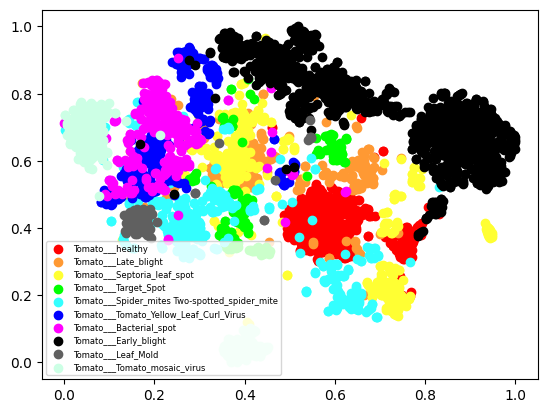 1.0
0.8
0.6
0.4
0.2
0.0
Tomato___healthy
Tomato___Late_blight
Tomato___Septoria_leaf_spot
Tomato___Target_Spot
Tomato___Spider_mites Two-spotted_spider_mite
Tomato___Tomato_Yellow_Leaf_Curl_Virus
Tomato___Bacterial_spot
Tomato___Early_blight
Tomato___Leaf_Mold
Tomato___Tomato_mosaic_virus
0.0 0.2 0.4 0.6 0.8 1.0